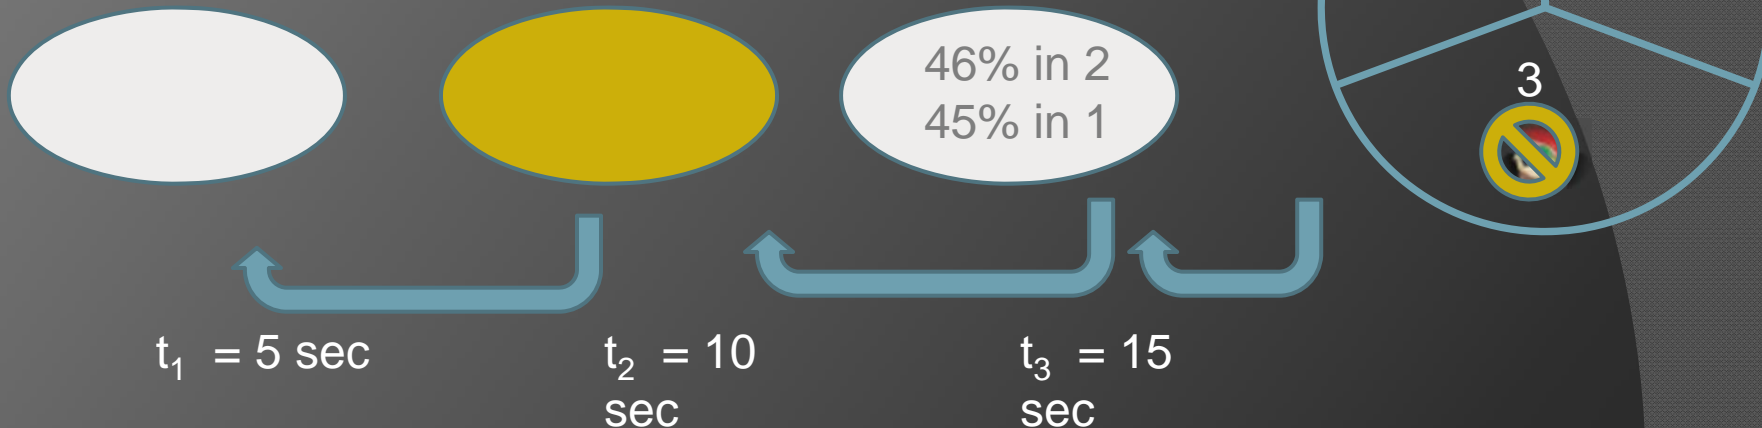 46% in 2
45% in 1
3
t₁ = 5 sec
t₂ = 10
sec
t₃ = 15
sec